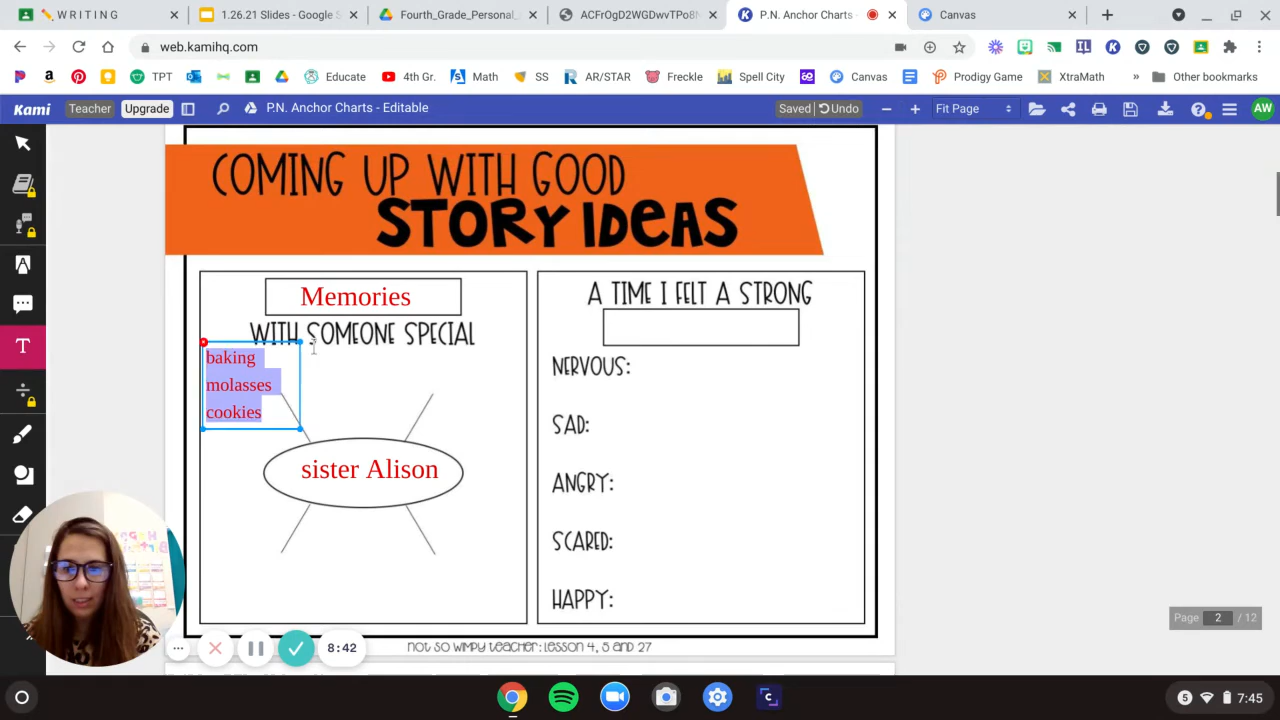 ✏️ W R I T I N G
1.26.21 Slides - Google S
Fourth_Grade_Personal_
P.N. Anchor Charts -
Canvas
web.kamihq.com
TPT
Educate
4th Gr.
Math
SS
AR/STAR
Freckle
Spell City
Canvas
Prodigy Game
XtraMath
»
Other bookmarks
Kami
Teacher
Upgrade
P.N. Anchor Charts - Editable
Saved
Undo
Fit Page
AW
COMING UP WITH GOOD
STORY IDEAS
Memories
WITH SOMEONE SPECIAL
baking
molasses
cookies
sister Alison
A TIME I FELT A STRONG
NERVOUS:
SAD:
ANGRY:
SCARED:
HAPPY:
Page 2 / 12
8:42
not so wimpy teacher: Lesson 4, 5 and 27
5
7:45